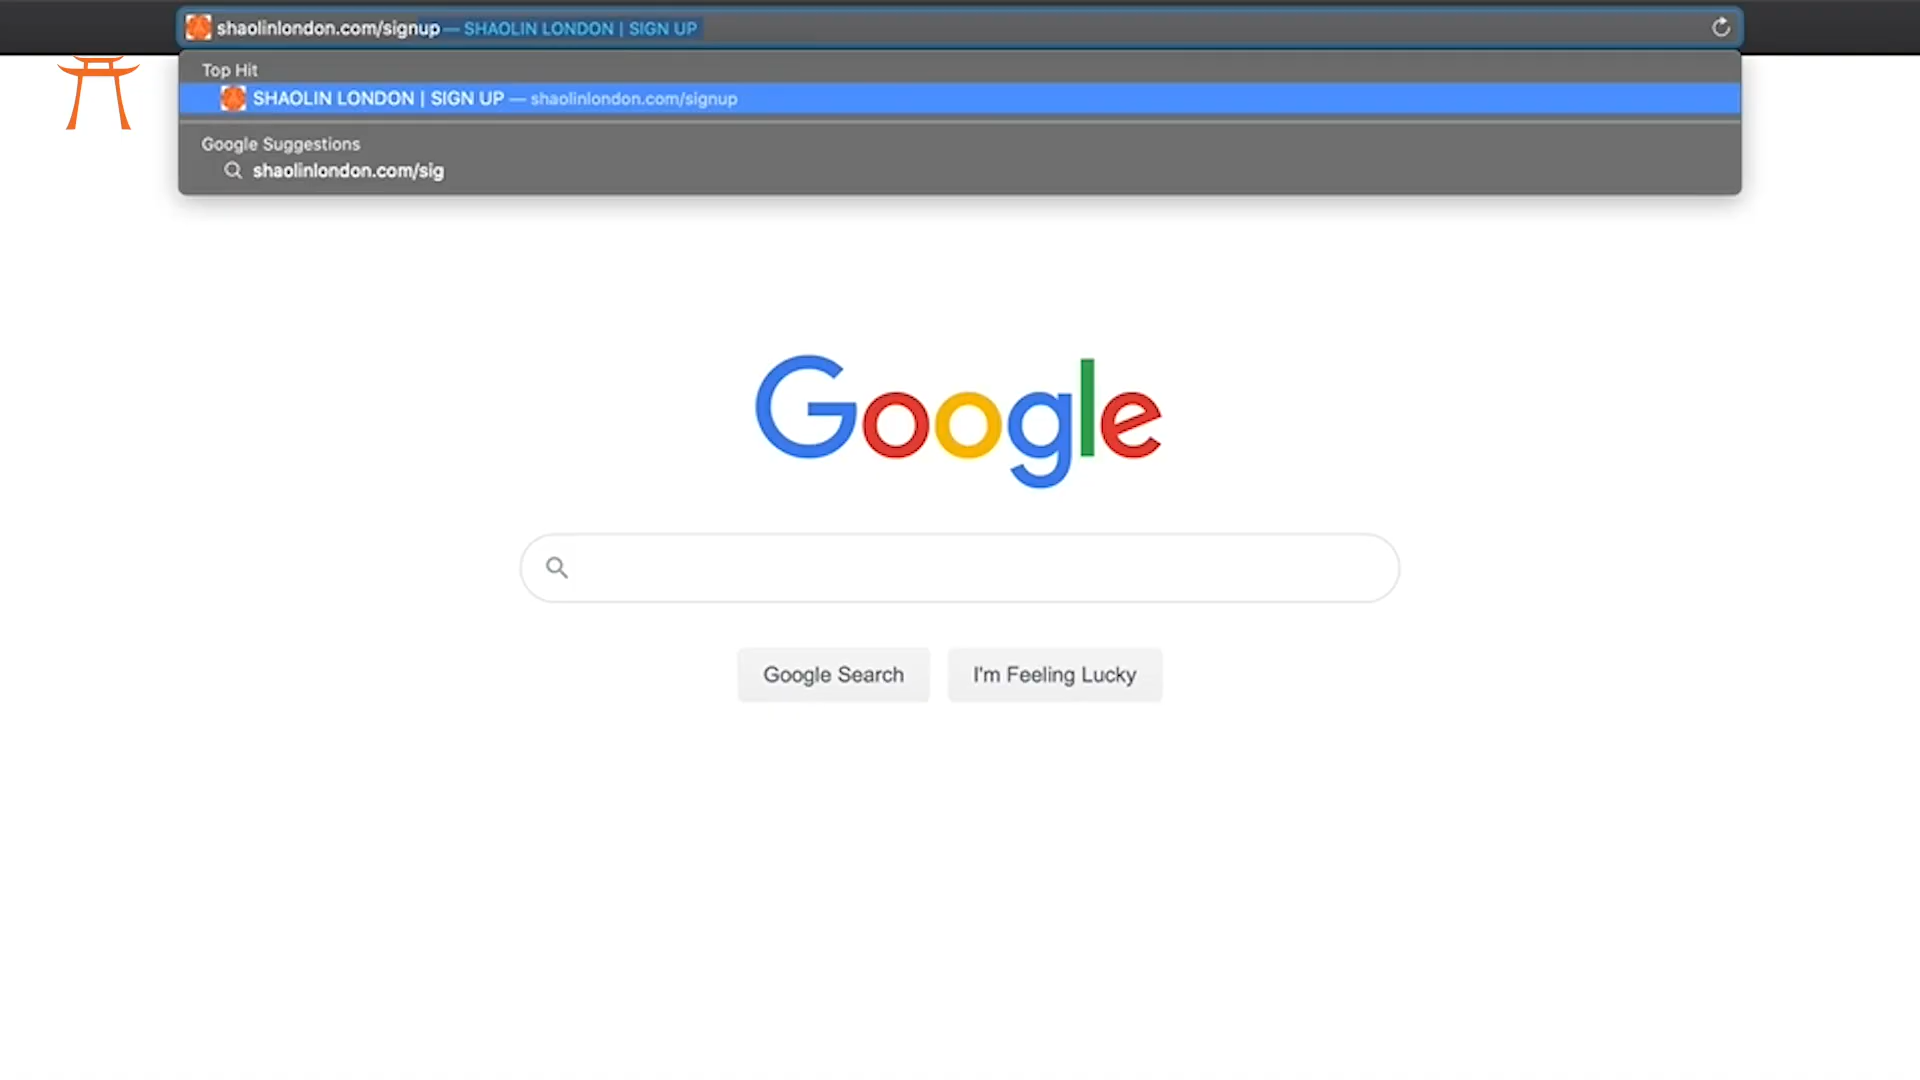 shaolinlondon.com/signup — SHAOLIN LONDON | SIGN UP
Top Hit
SHAOLIN LONDON | SIGN UP — shaolinlondon.com/signup
Google Suggestions
shaolinlondon.com/sig
Google
Google Search
I'm Feeling Lucky